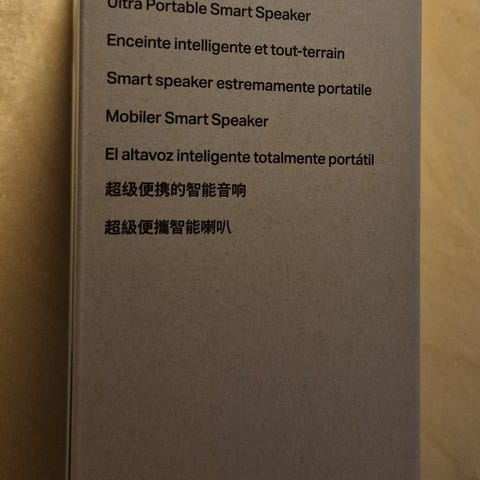 Ultra Portable Smart Speaker
Enceinte intelligente et tout-terrain
Smart speaker estremamente portatile
Mobiler Smart Speaker
El altavoz inteligente totalmente portátil
超级便携的智能音响
超級便攜智能喇叭